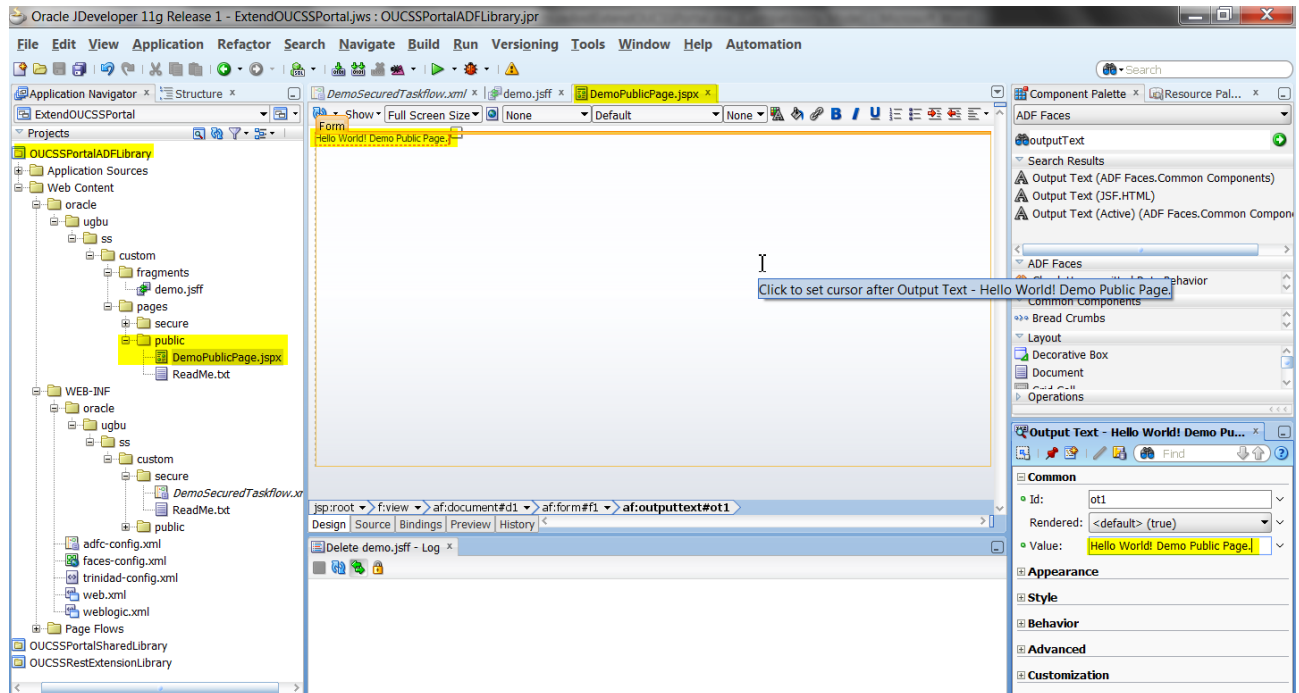 Oracle JDeveloper 11g Release 1 - ExtendOUCSSPortal.jws : OUCSSPortalADFLibrary.jpr
File Edit View Application Refactor Search Navigate Build Run Versioning Tools Window Help Automation
Search
Application Navigator
Structure
ExtendOUCSSPortal
Projects
OUCSSPortalADFLibrary
Application Sources
Web Content
oracle
ugbu
ss
custom
fragments
demo.jsff
pages
secure
public
DemoPublicPage.jspx
ReadMe.txt
WEB-INF
oracle
ugbu
ss
custom
secure
DemoSecuredTaskflow.xm
ReadMe.txt
public
adfc-config.xml
faces-config.xml
trinidad-config.xml
web.xml
weblogic.xml
Page Flows
OUCSSPortalSharedLibrary
OUCSSRestExtensionLibrary
DemoSecuredTaskflow.xml
demo.jsff
DemoPublicPage.jspx
Show Full Screen Size None Default None B I U
Form
Hello World! Demo Public Page.
Click to set cursor after Output Text - Hello World! Demo Public Page.
jsp:root f:view af:document#d1 af:form#f1 af:outputtext#ot1
Design Source Bindings Preview History
Delete demo.jsff - Log
Component Palette
Resource Pal...
ADF Faces
outputText
Search Results
Output Text (ADF Faces.Common Components)
Output Text (JSF.HTML)
Output Text (Active) (ADF Faces.Common Compon
ADF Faces
Behavior
Common Components
Bread Crumbs
Layout
Decorative Box
Document
Operations
Output Text - Hello World! Demo Pu...
Find
Common
Id: ot1
Rendered: <default> (true)
Value: Hello World! Demo Public Page.
Appearance
Style
Behavior
Advanced
Customization